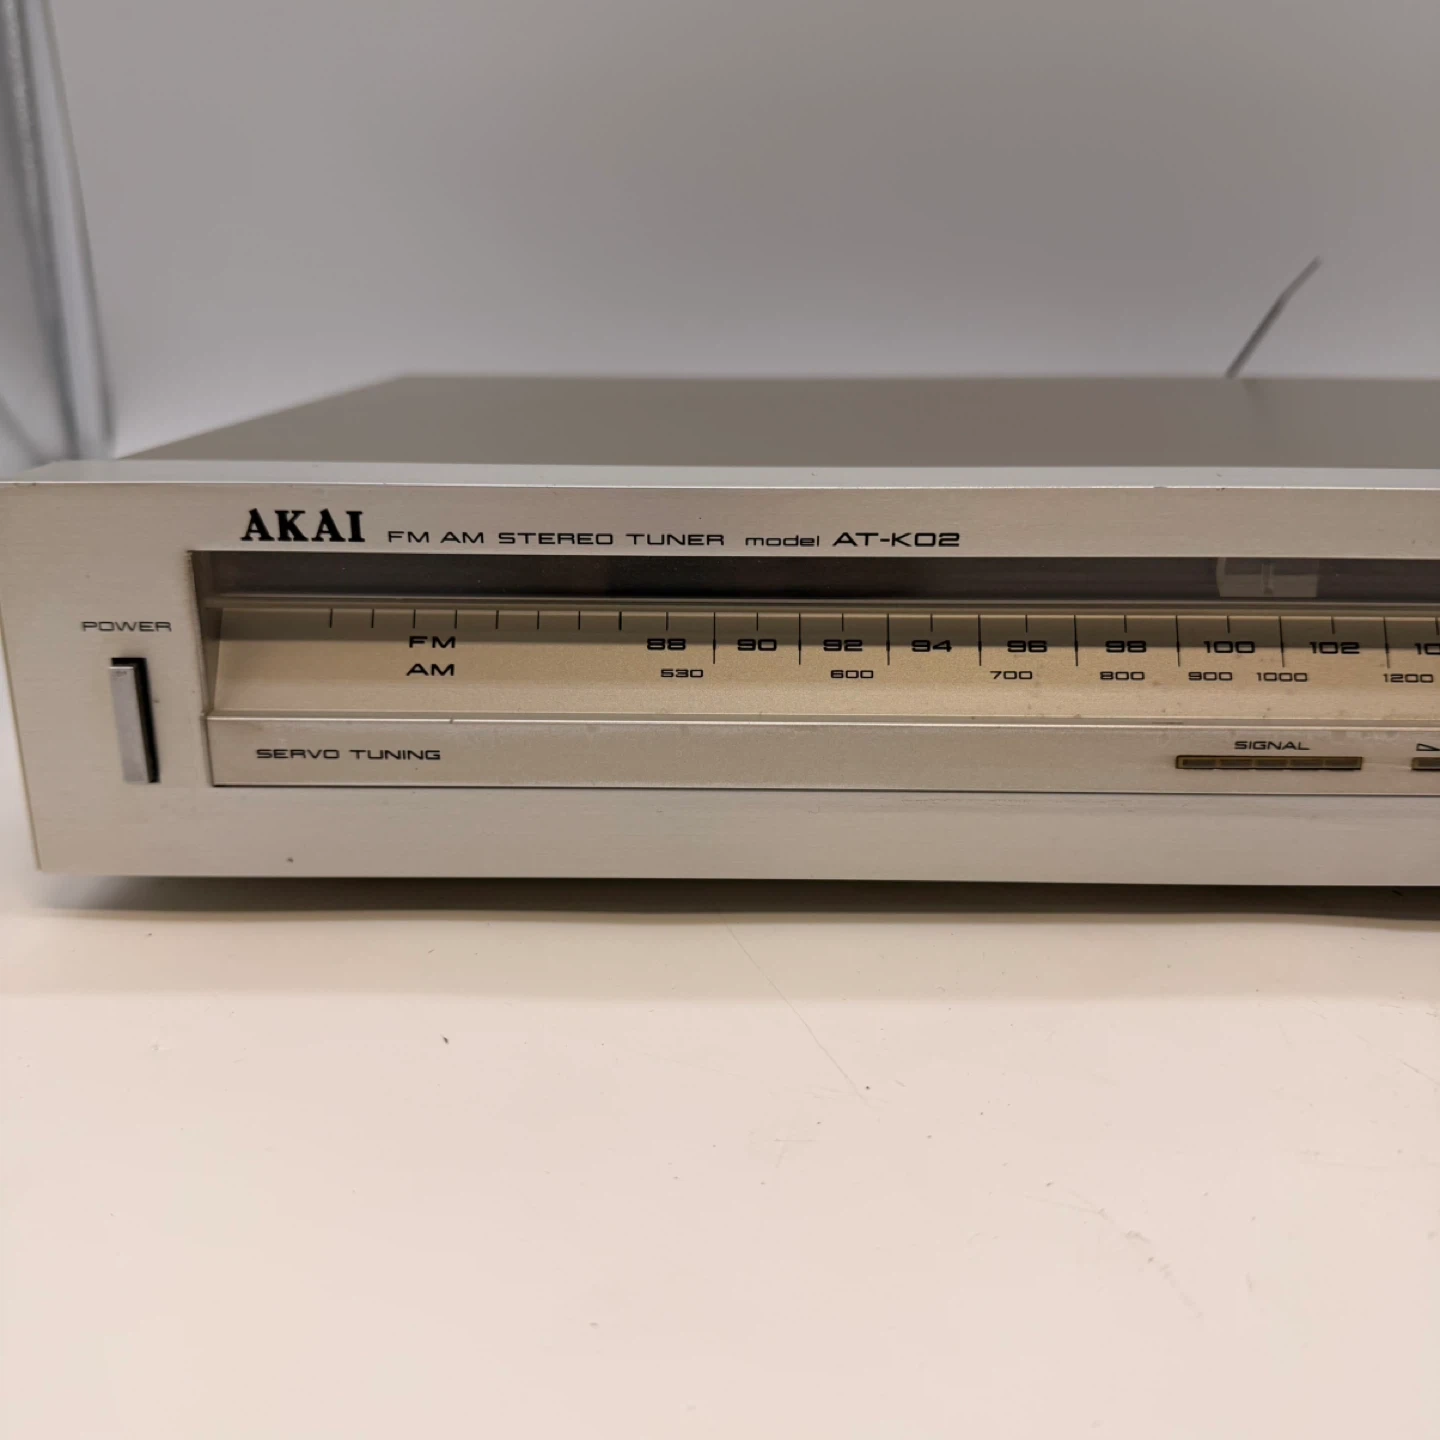 AKAI FM AM STEREO TUNER model AT-K02
POWER
FM 88 90 92 94 96 98 100 102
AM 530 600 700 800 900 1000 1200
SERVO TUNING
SIGNAL